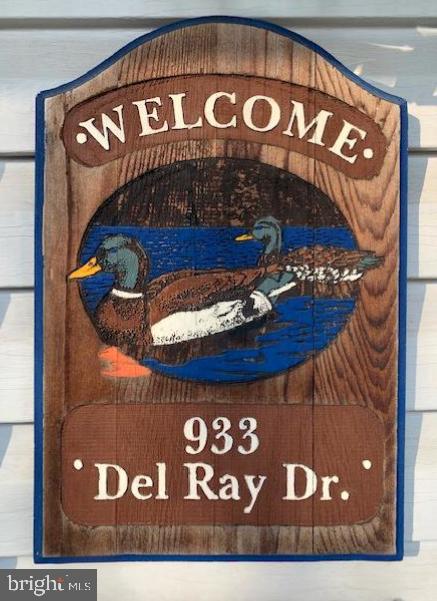 •WELCOME•
933
•Del Ray Dr.•
bright MLS